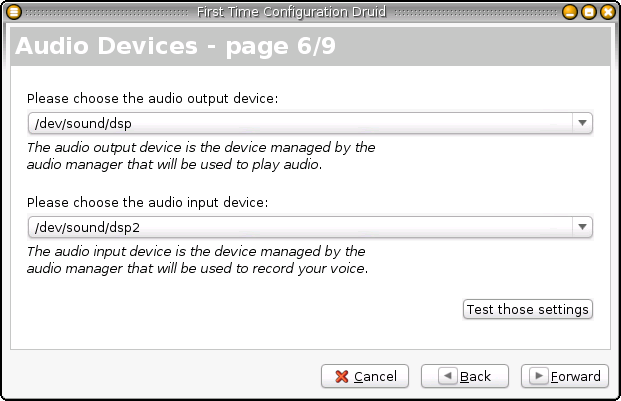 First Time Configuration Druid
Audio Devices - page 6/9
Please choose the audio output device:
/dev/sound/dsp
The audio output device is the device managed by the
audio manager that will be used to play audio.
Please choose the audio input device:
/dev/sound/dsp2
The audio input device is the device managed by the
audio manager that will be used to record your voice.
Test those settings
Cancel
Back
Forward